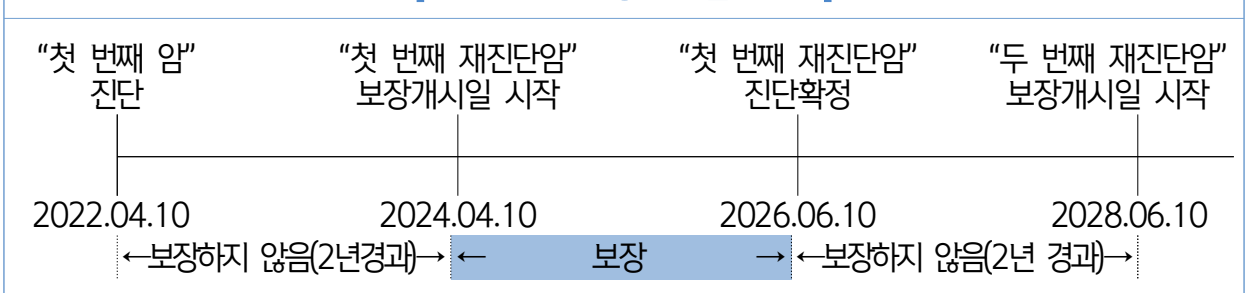 “첫 번째 암”
진단
“첫 번째 재진단암”
보장개시일 시작
“첫 번째 재진단암”
진단확정
“두 번째 재진단암”
보장개시일 시작
2022.04.10
2024.04.10
2026.06.10
2028.06.10
←보장하지 않음(2년경과)→
← 보장 →
←보장하지 않음(2년 경과)→